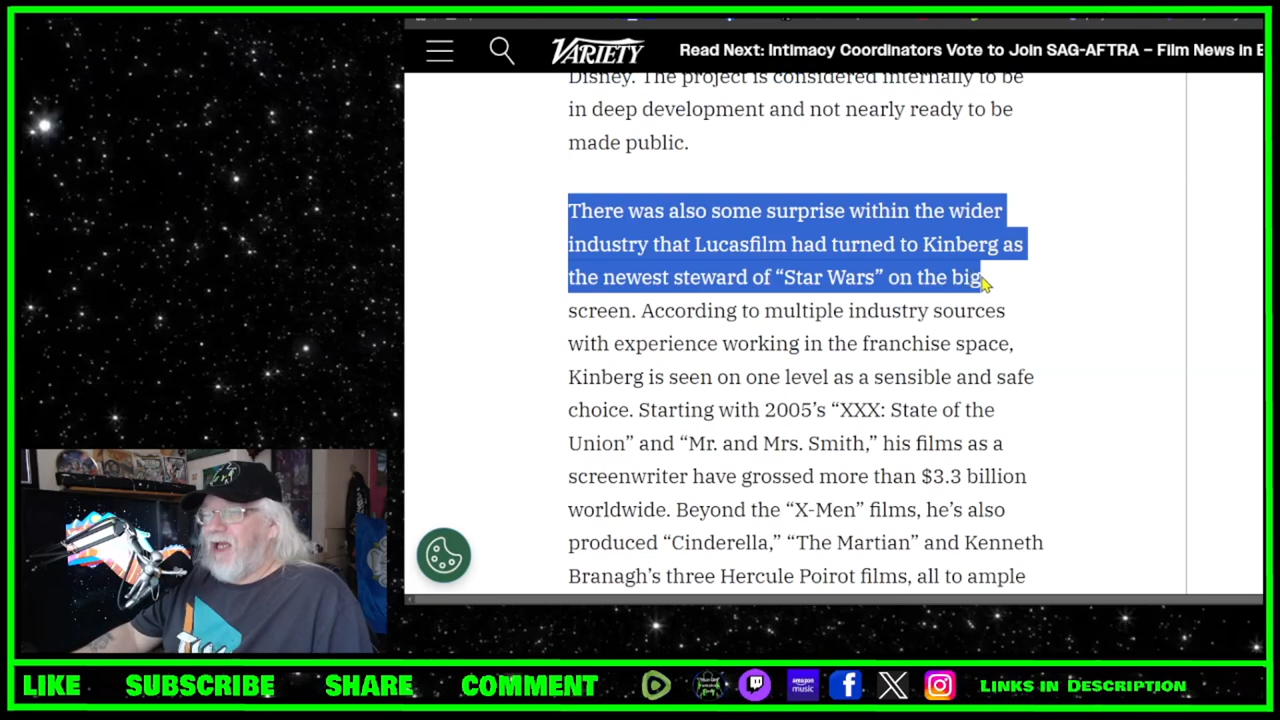 VARIETY
Read Next: Intimacy Coordinators Vote to Join SAG-AFTRA – Film News in
Disney. The project is considered internally to be
in deep development and not nearly ready to be
made public.
There was also some surprise within the wider
industry that Lucasfilm had turned to Kinberg as
the newest steward of “Star Wars” on the big
screen. According to multiple industry sources
with experience working in the franchise space,
Kinberg is seen on one level as a sensible and safe
choice. Starting with 2005’s “XXX: State of the
Union” and “Mr. and Mrs. Smith,” his films as a
screenwriter have grossed more than $3.3 billion
worldwide. Beyond the “X-Men” films, he’s also
produced “Cinderella,” “The Martian” and Kenneth
Branagh’s three Hercule Poirot films, all to ample
LIKE SUBSCRIBE SHARE COMMENT amazon music LINKS IN DESCRIPTION